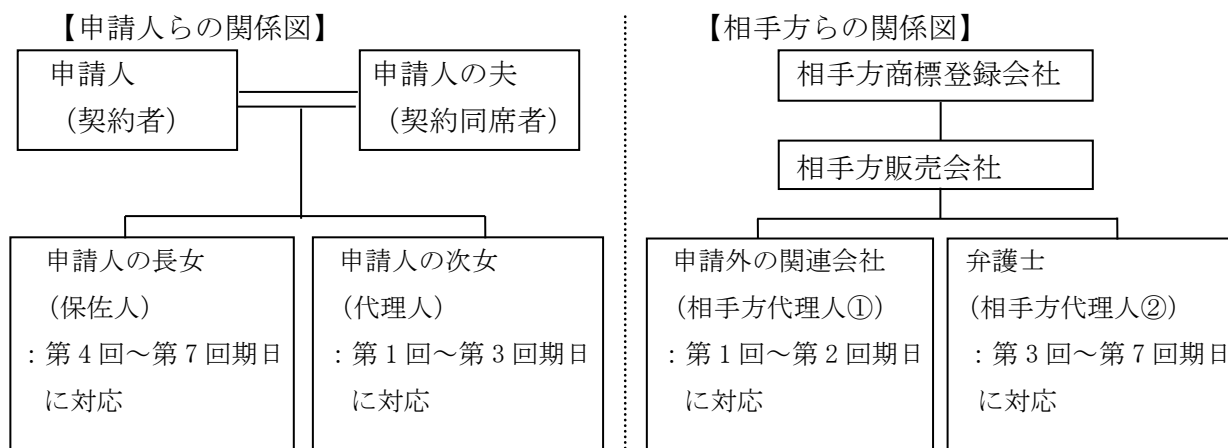 【申請人らの関係図】
申請人
(契約者)
申請人の夫
(契約同席者)
申請人の長女
(保佐人)
:第4回~第7回期日
に対応
申請人の次女
(代理人)
:第1回~第3回期日
に対応
【相手方らの関係図】
相手方商標登録会社
相手方販売会社
申請外の関連会社
(相手方代理人①)
:第1回~第2回期日
に対応
弁護士
(相手方代理人②)
:第3回~第7回期日
に対応